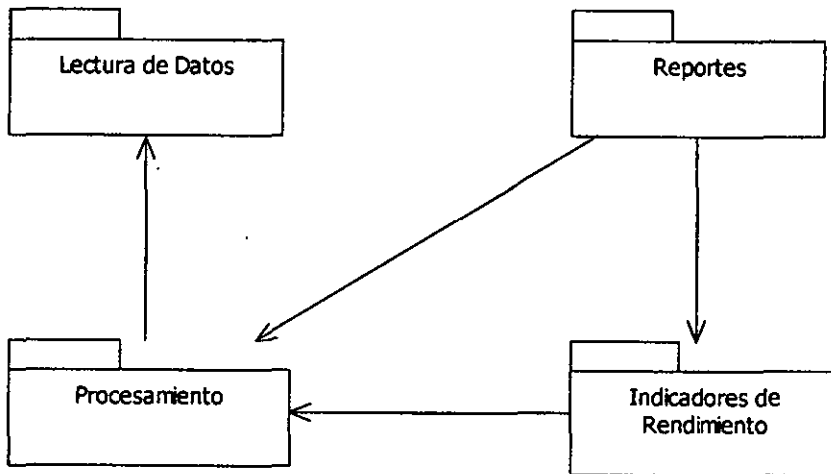 Lectura de Datos
Reportes
Procesamiento
Indicadores de
Rendimiento